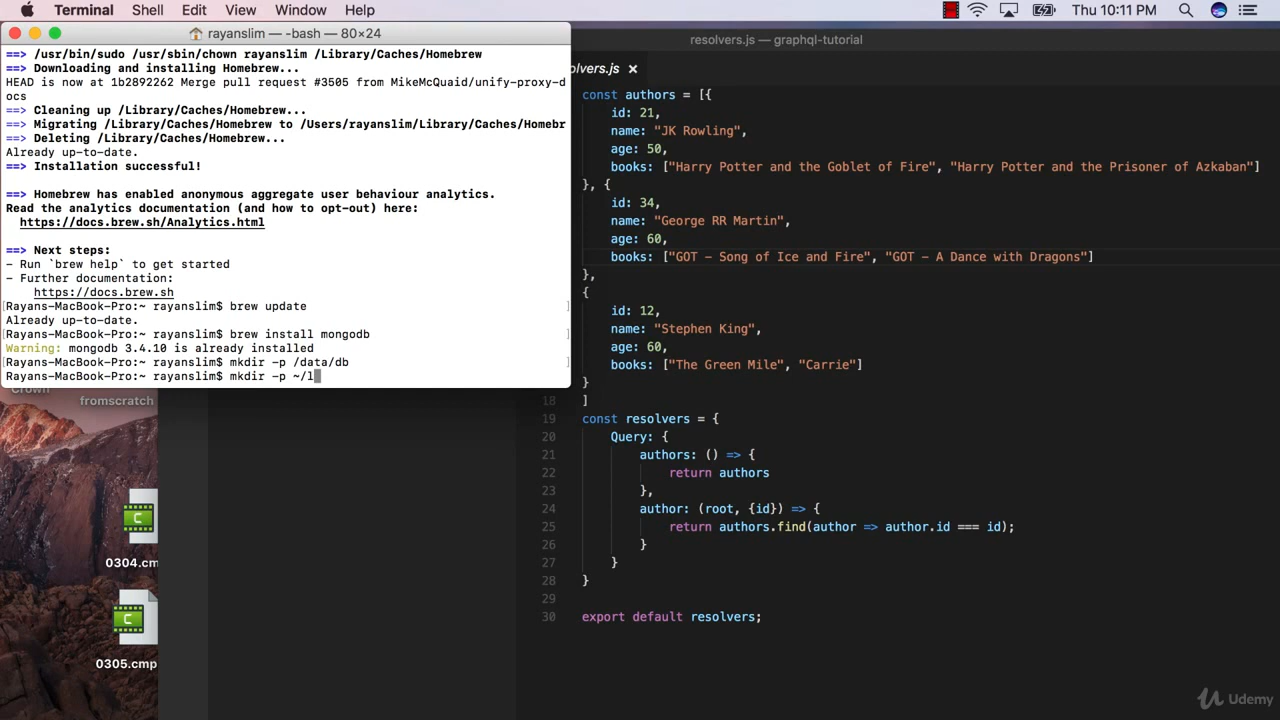 Terminal Shell Edit View Window Help Thu 10:11 PM
rayanslim — -bash — 80×24
==> /usr/bin/sudo /usr/sbin/chown rayanslim /Library/Caches/Homebrew
==> Downloading and installing Homebrew...
HEAD is now at 1b2892262 Merge pull request #3505 from MikeMcQuaid/unify-proxy-d
ocs
==> Cleaning up /Library/Caches/Homebrew...
==> Migrating /Library/Caches/Homebrew to /Users/rayanslim/Library/Caches/Homebr
==> Deleting /Library/Caches/Homebrew...
Already up-to-date.
==> Installation successful!
==> Homebrew has enabled anonymous aggregate user behaviour analytics.
Read the analytics documentation (and how to opt-out) here:
https://docs.brew.sh/Analytics.html
==> Next steps:
- Run `brew help` to get started
- Further documentation:
https://docs.brew.sh
[Rayans-MacBook-Pro:~ rayanslim$ brew update ]
Already up-to-date.
[Rayans-MacBook-Pro:~ rayanslim$ brew install mongodb ]
Warning: mongodb 3.4.10 is already installed
[Rayans-MacBook-Pro:~ rayanslim$ mkdir -p /data/db ]
Rayans-MacBook-Pro:~ rayanslim$ mkdir -p ~/l
fromscratch
0304.cm
0305.cmp
resolvers.js — graphql-tutorial
olvers.js ×
const authors = [{
id: 21,
name: "JK Rowling",
age: 50,
books: ["Harry Potter and the Goblet of Fire", "Harry Potter and the Prisoner of Azkaban"]
}, {
id: 34,
name: "George RR Martin",
age: 60,
books: ["GOT - Song of Ice and Fire", "GOT - A Dance with Dragons"]
},
{
id: 12,
name: "Stephen King",
age: 60,
books: ["The Green Mile", "Carrie"]
}
18 ]
19 const resolvers = {
20 Query: {
21 authors: () => {
22 return authors
23 },
24 author: (root, {id}) => {
25 return authors.find(author => author.id === id);
26 }
27 }
28 }
29
30 export default resolvers;
Udemy